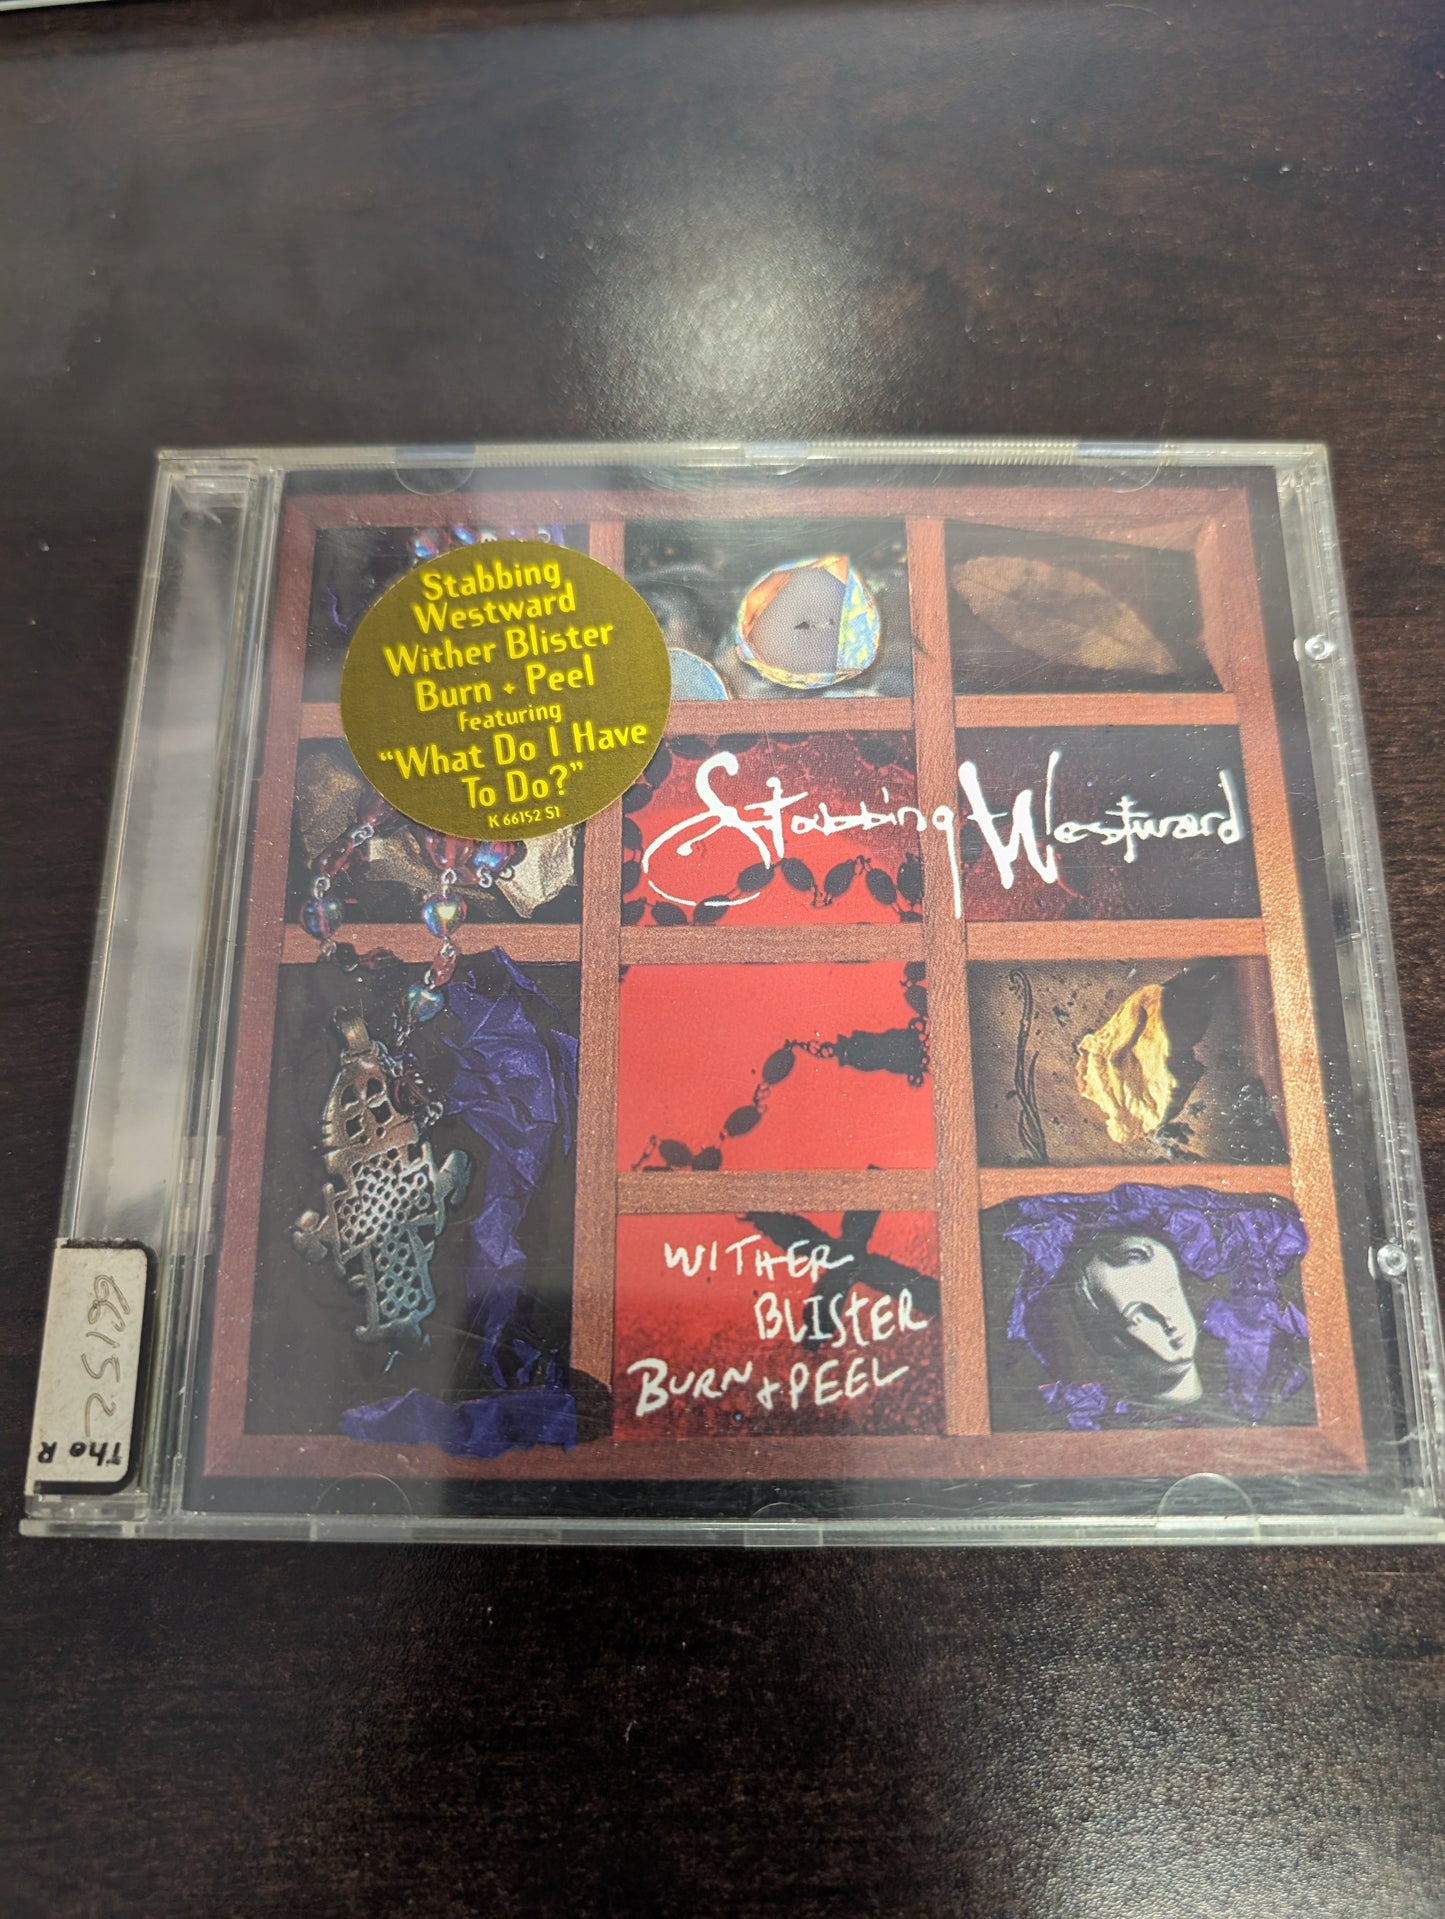 Stabbing
Westward
Wither Blister
Burn + Peel
featuring
"What Do I Have
To Do?"
K 66152 S1
Stabbing Westward
WITHER
BLISTER
BURN + PEEL
66152
The R